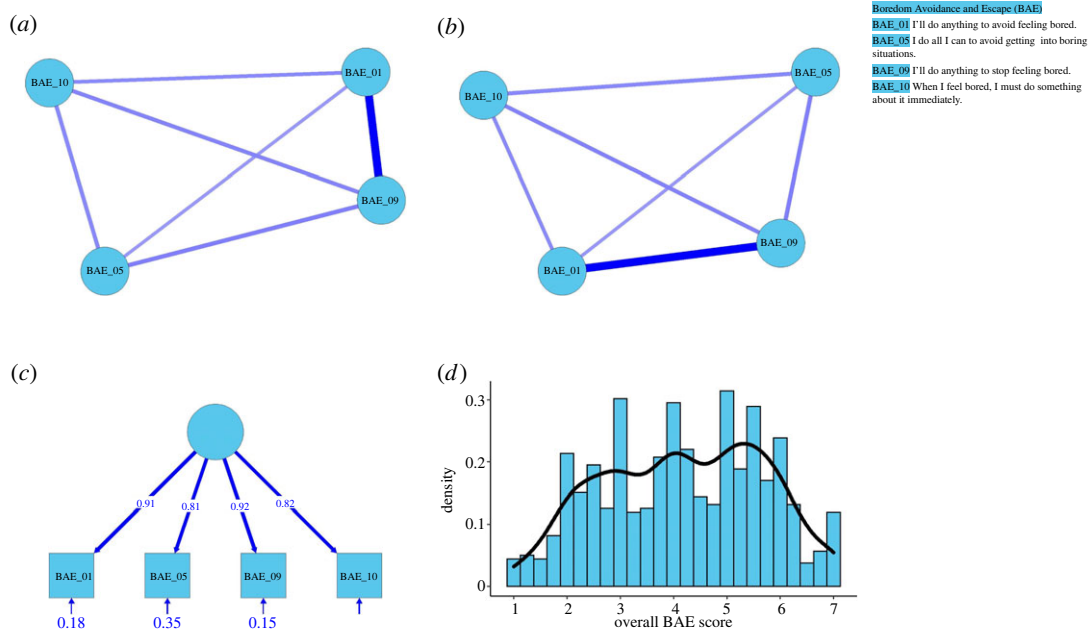 (a)
BAE_10
BAE_01
BAE_09
BAE_05
(b)
BAE_10
BAE_05
BAE_09
BAE_01
Boredom Avoidance and Escape (BAE)
BAE_01 I’ll do anything to avoid feeling bored.
BAE_05 I do all I can to avoid getting into boring
situations.
BAE_09 I’ll do anything to stop feeling bored.
BAE_10 When I feel bored, I must do something
about it immediately.
(c)
0.91 0.81 0.92 0.82
BAE_01 BAE_05 BAE_09 BAE_10
0.18 0.35 0.15
(d)
0.3
0.2
0.1
0
density
1 2 3 4 5 6 7
overall BAE score